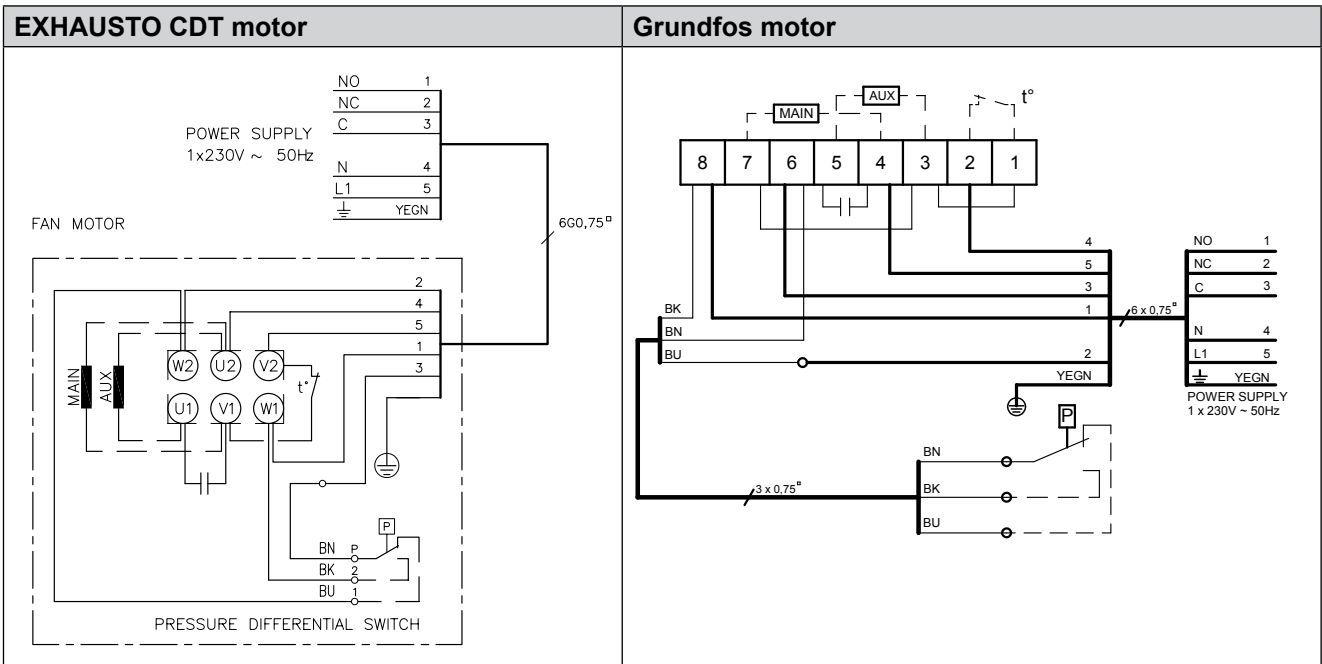 EXHAUSTO CDT motor
NO 1
NC 2
C 3
POWER SUPPLY
1x230V ~ 50Hz
N 4
L1 5
YEGN
6G0,75¤
FAN MOTOR
2
4
5
1
3
W2 U2 V2
MAIN
AUX
t°
U1 V1 W1
P
BN P
BK 2
BU 1
PRESSURE DIFFERENTIAL SWITCH
Grundfos motor
AUX
t°
MAIN
8 7 6 5 4 3 2 1
4
5
3
1
2
YEGN
6 x 0,75¤
NO 1
NC 2
C 3
N 4
L1 5
YEGN
POWER SUPPLY
1 x 230V ~ 50Hz
BK
BN
BU
P
BN
BK
BU
3 x 0,75¤